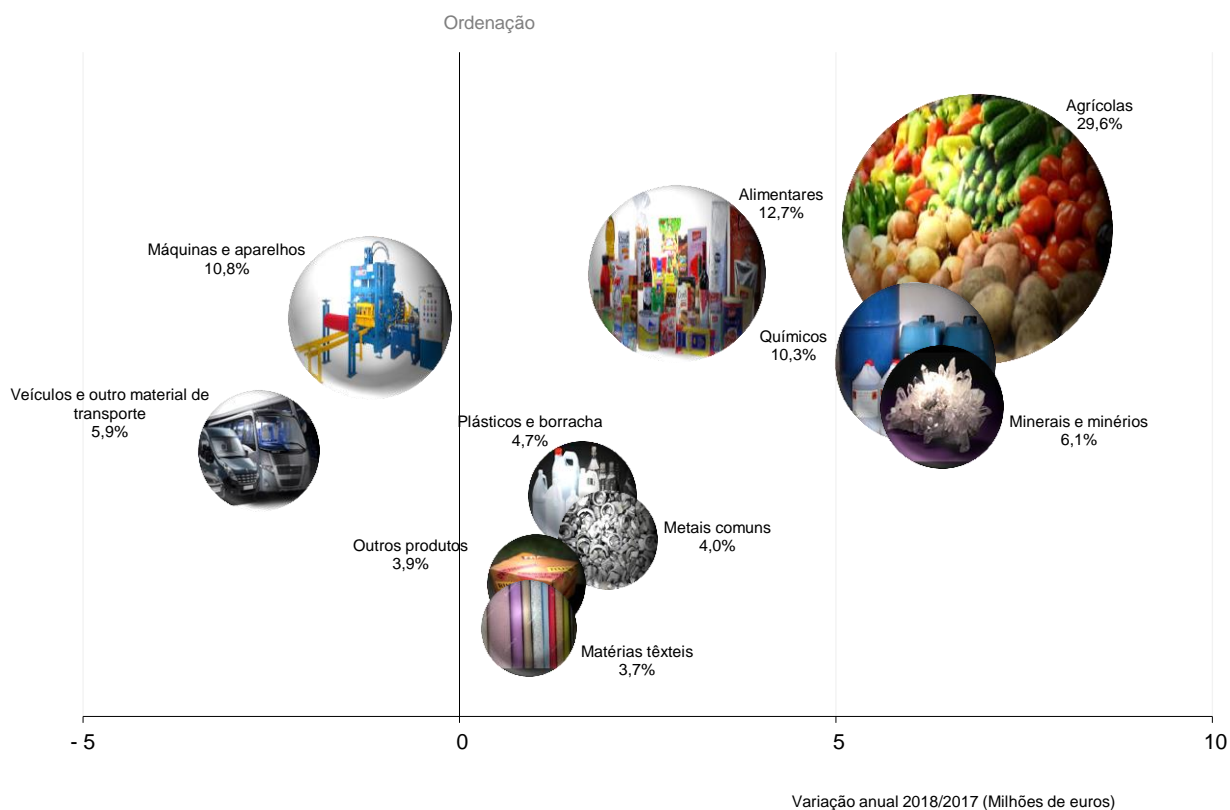 Ordenação
Agrícolas
29,6%
Alimentares
12,7%
Máquinas e aparelhos
10,8%
Químicos
10,3%
Veículos e outro material de
transporte
5,9%
Plásticos e borracha
4,7%
Minerais e minérios
6,1%
Metais comuns
4,0%
Outros produtos
3,9%
Matérias têxteis
3,7%
- 5
0
5
10
Variação anual 2018/2017 (Milhões de euros)